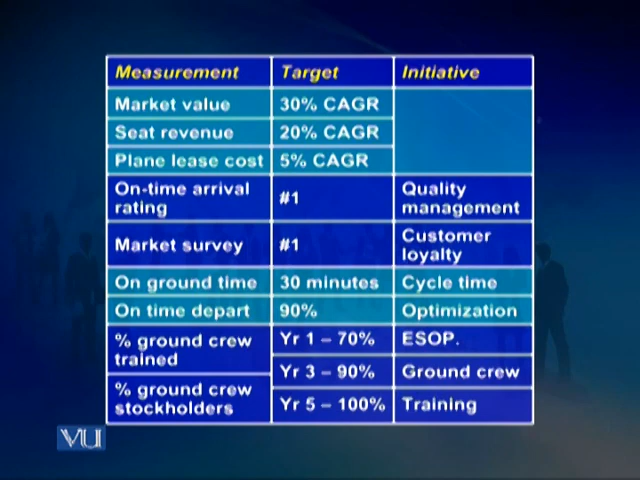 Measurement Target Initiative
Market value 30% CAGR
Seat revenue 20% CAGR
Plane lease cost 5% CAGR
On-time arrival
rating
#1
Quality
management
Market survey
#1
Customer
loyalty
On ground time 30 minutes Cycle time
On time depart 90% Optimization
% ground crew
trained
Yr 1 – 70% ESOP.
Yr 3 – 90% Ground crew
% ground crew
stockholders
Yr 5 – 100% Training
VU